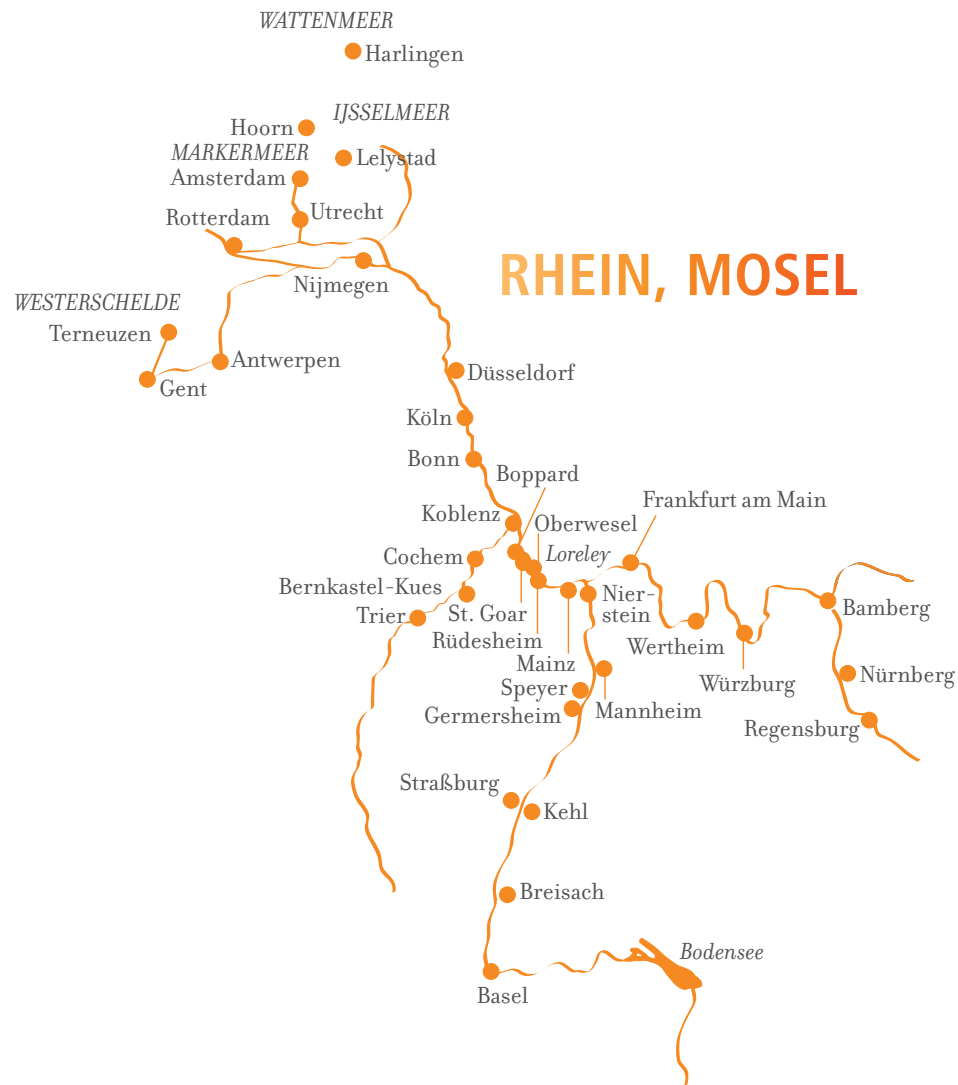 WATTENMEER
Harlingen
IJSSELMEER
Hoorn
MARKERMEER
Lelystad
Amsterdam
Utrecht
Rotterdam
RHEIN, MOSEL
Nijmegen
WESTERSCHELDE
Terneuzen
Antwerpen
Gent
Düsseldorf
Köln
Bonn
Boppard
Frankfurt am Main
Koblenz
Oberwesel
Loreley
Cochem
Bernkastel-Kues
Nier-
stein
Bamberg
Trier
St. Goar
Rüdesheim
Wertheim
Mainz
Würzburg
Nürnberg
Speyer
Germersheim
Mannheim
Regensburg
Straßburg
Kehl
Breisach
Bodensee
Basel